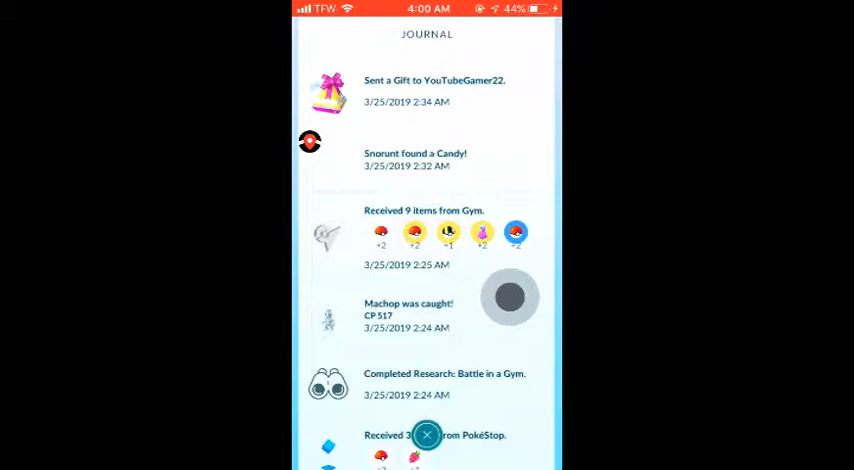 TFW 4:00 AM 44%
JOURNAL
Sent a Gift to YouTubeGamer22.
3/25/2019 2:34 AM
Snorunt found a Candy!
3/25/2019 2:32 AM
Received 9 items from Gym.
+2 +2 +1 +2 +2
3/25/2019 2:25 AM
Machop was caught!
CP 517
3/25/2019 2:24 AM
Completed Research: Battle in a Gym.
3/25/2019 2:24 AM
Received 3 rom PokéStop.